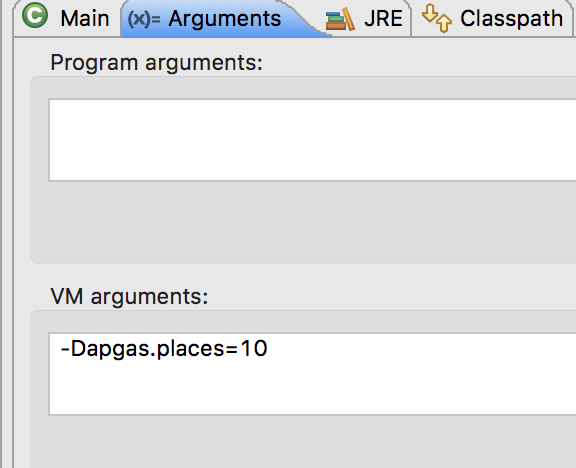 Main (x)= Arguments JRE Classpath
Program arguments:
VM arguments:
-Dapgas.places=10